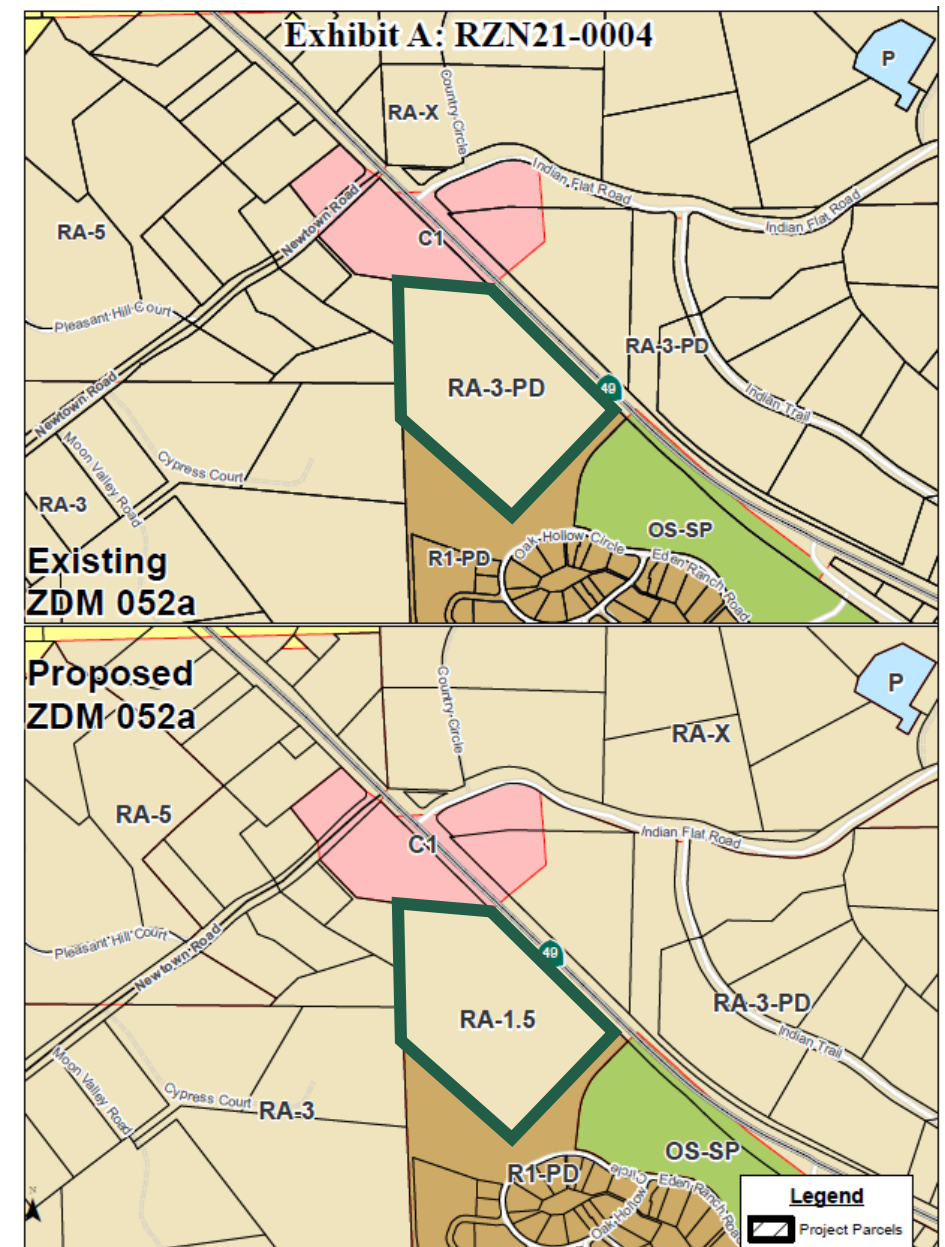 Exhibit A: RZN21-0004
P
RA-X
Country Circle
Indian Flat Road
Newtown Road
RA-5
C1
Indian Flat Road
Pleasant Hill Court
RA-3-PD
RA-3-PD
49
Newtown Road
Indian Trail
Moon Valley Road
Cypress Court
RA-3
OS-SP
Oak Hollow Circle
R1-PD
Eden Ranch Road
Existing
ZDM 052a
Proposed
ZDM 052a
P
Country Circle
RA-X
RA-5
Indian Flat Road
C1
Pleasant Hill Court
Newtown Road
49
RA-1.5
RA-3-PD
Indian Trail
Moon Valley Road
Cypress Court
RA-3
OS-SP
R1-PD
Oak Hollow Circle
Eden Ranch Road
N
Legend
Project Parcels